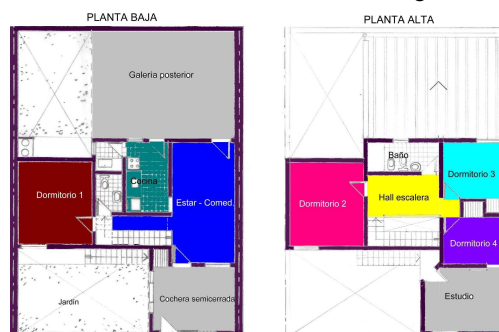 PLANTA BAJA
Galeria posterior
Cocina
Dormitorio 1
Estar - Comed.
Jardin
Cochera semicerrada
PLANTA ALTA
Baño
Dormitorio 3
Dormitorio 2
Hall escalera
Dormitorio 4
Estudio